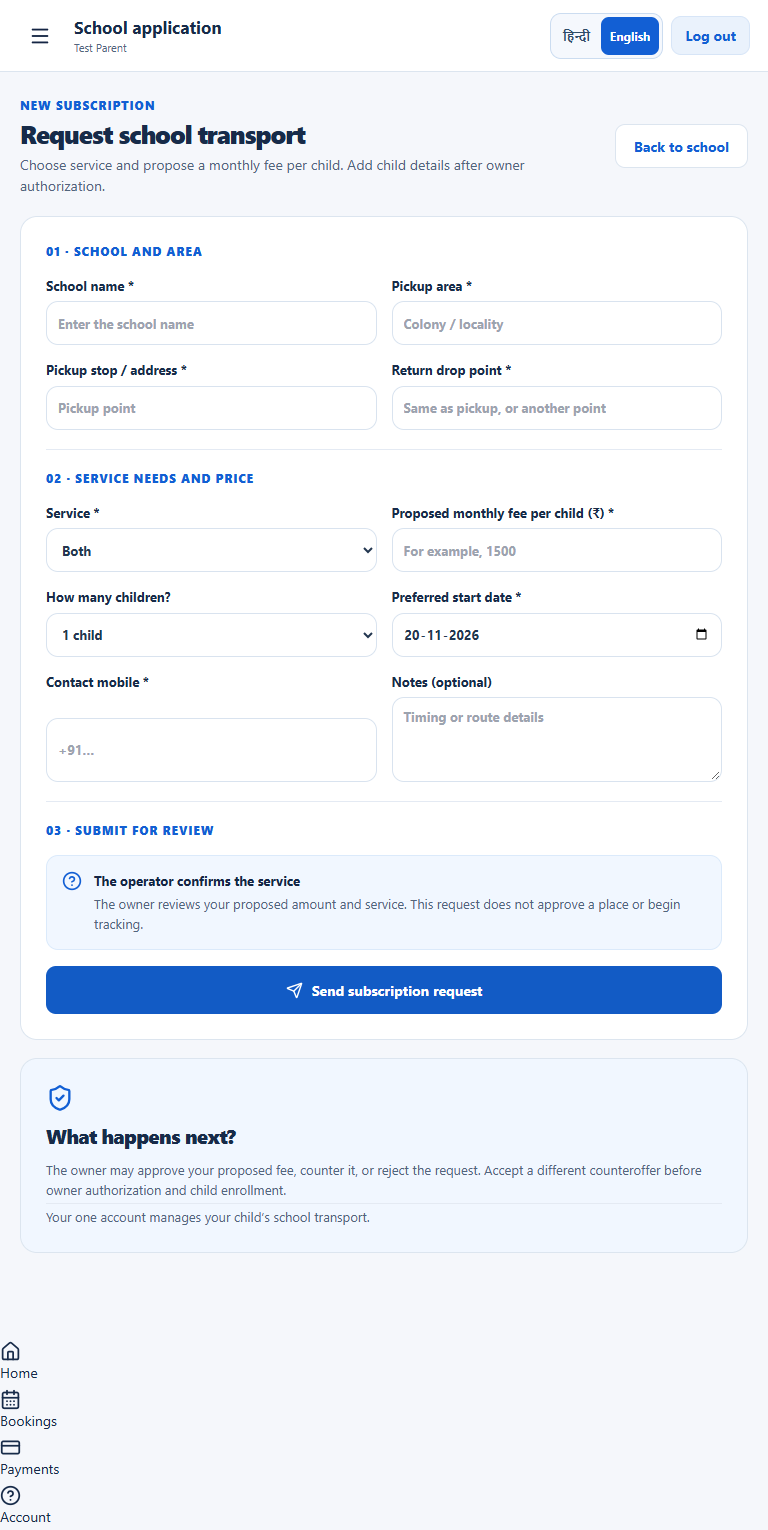 School application
Test Parent
हिन्दी
English
Log out
NEW SUBSCRIPTION
Request school transport
Choose service and propose a monthly fee per child. Add child details after owner
authorization.
Back to school
01 · SCHOOL AND AREA
School name *
Pickup area *
Enter the school name
Colony / locality
Pickup stop / address *
Return drop point *
Pickup point
Same as pickup, or another point
02 · SERVICE NEEDS AND PRICE
Service *
Proposed monthly fee per child (₹) *
Both
For example, 1500
How many children?
Preferred start date *
1 child
20-11-2026
Contact mobile *
Notes (optional)
+91...
Timing or route details
03 · SUBMIT FOR REVIEW
The operator confirms the service
The owner reviews your proposed amount and service. This request does not approve a place or begin
tracking.
Send subscription request
What happens next?
The owner may approve your proposed fee, counter it, or reject the request. Accept a different counteroffer before
owner authorization and child enrollment.
Your one account manages your child's school transport.
Home
Bookings
Payments
Account